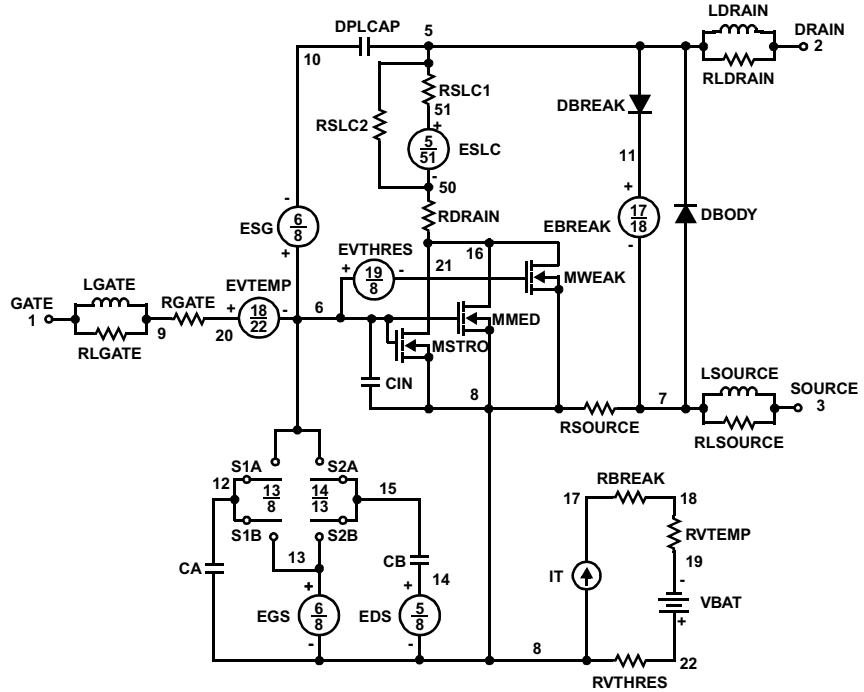 LDRAIN
DPLCAP 5 DRAIN
10 2
RSLC1 RLDRAIN
51 DBREAK
RSLC2 +
5
51 ESLC
11
- 50
- +
RDRAIN 17
18
6
8
ESG EBREAK DBODY
+ EVTHRES 16 -
+ 19
8 - 21 MWEAK
LGATE EVTEMP
GATE RGATE + 18
22 - 6 MMED
1 9 20 MSTRO
RLGATE LSOURCE
CIN 8 7 SOURCE
3
RSOURCE RLSOURCE
S1A S2A RBREAK
12 13
8 14
13 15 17 18
S1B S2B RVTEMP
13 CB 19
CA 14 IT -
+ + VBAT
EGS 6
8 EDS 5
8 +
- - 8 22
RVTHRES